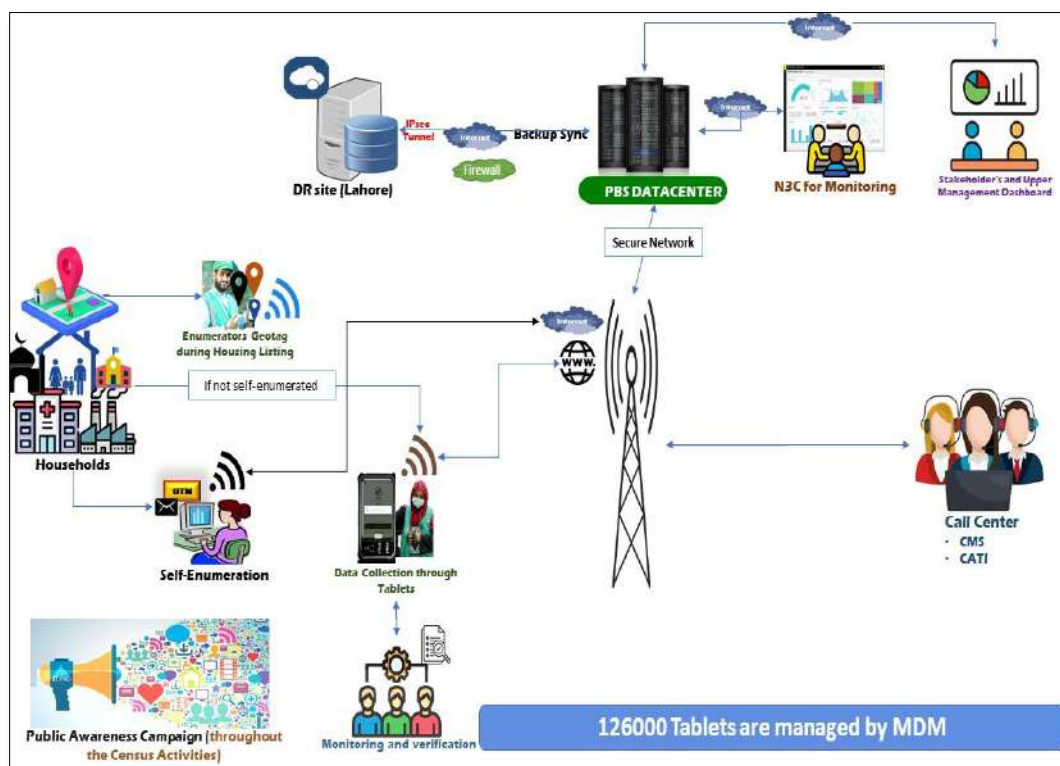 Internet
Internet
IPsec
Tunnel
Internet
Backup Sync
Firewall
DR site (Lahore)
PBS DATACENTER
N3C for Monitoring
Stakeholder's and Upper
Management Dashboard
Secure Network
Internet
WWW.
Enumerators Geotag
during Housing Listing
If not self-enumerated
Households
UTN
Self-Enumeration
Data Collection through
Tablets
Call Center
- CMS
- CATI
Public Awareness Campaign (throughout
the Census Activities)
Monitoring and verification
126000 Tablets are managed by MDM